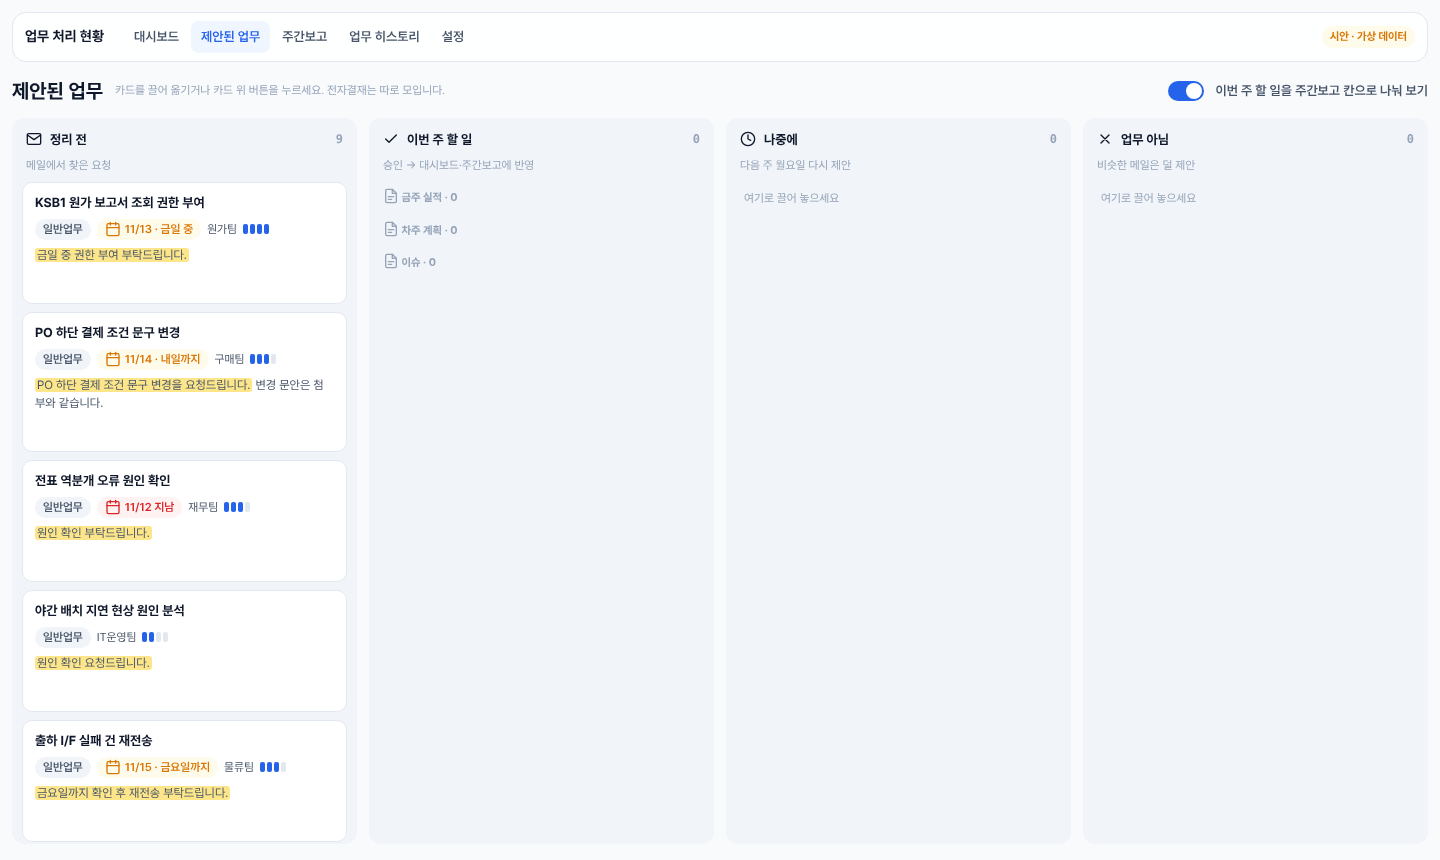 업무 처리 현황
대시보드
제안된 업무
주간보고
업무 히스토리
설정
시안 · 가상 데이터
제안된 업무
카드를 끌어 옮기거나 카드 위 버튼을 누르세요. 전자결재는 따로 모입니다.
이번 주 할 일을 주간보고 칸으로 나눠 보기
정리 전
9
메일에서 찾은 요청
KSB1 원가 보고서 조회 권한 부여
일반업무
11/13 · 금일 중
원가팀
금일 중 권한 부여 부탁드립니다.
PO 하단 결제 조건 문구 변경
일반업무
11/14 · 내일까지
구매팀
PO 하단 결제 조건 문구 변경을 요청드립니다. 변경 문안은 첨
부와 같습니다.
전표 역분개 오류 원인 확인
일반업무
11/12 지남
재무팀
원인 확인 부탁드립니다.
야간 배치 지연 현상 원인 분석
일반업무
IT운영팀
원인 확인 요청드립니다.
출하 I/F 실패 건 재전송
일반업무
11/15 · 금요일까지
물류팀
금요일까지 확인 후 재전송 부탁드립니다.
이번 주 할 일
0
승인 → 대시보드·주간보고에 반영
금주 실적 · 0
차주 계획 · 0
이슈 · 0
나중에
0
다음 주 월요일 다시 제안
여기로 끌어 놓으세요
업무 아님
0
비슷한 메일은 덜 제안
여기로 끌어 놓으세요